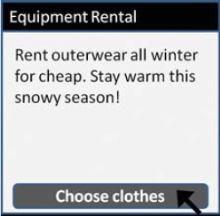 Equipment Rental
Rent outerwear all winter
for cheap. Stay warm this
snowy season!
Choose clothes